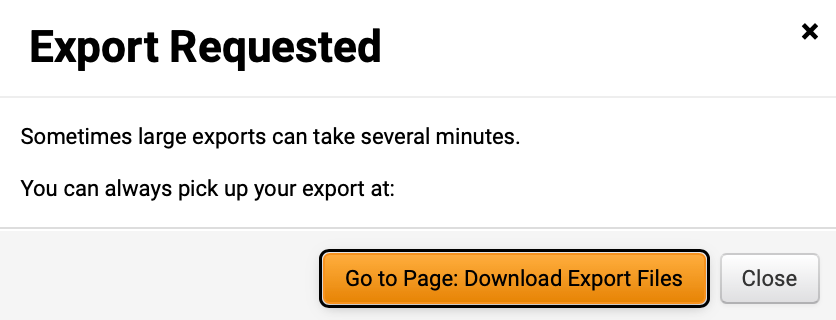 Export Requested
Sometimes large exports can take several minutes.
You can always pick up your export at:
Go to Page: Download Export Files
Close